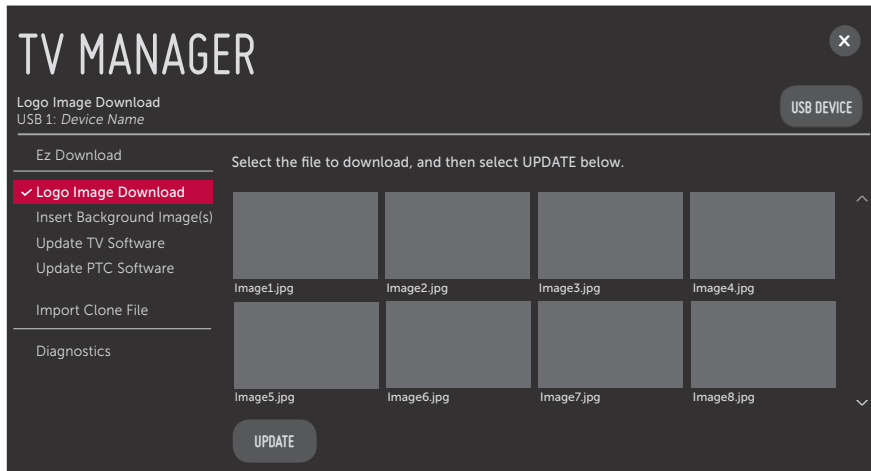 TV MANAGER
X
Logo Image Download
USB 1: Device Name
USB DEVICE
Ez Download
Logo Image Download
Insert Background Image(s)
Update TV Software
Update PTC Software
Import Clone File
Diagnostics
Select the file to download, and then select UPDATE below.
Image1.jpg Image2.jpg Image3.jpg Image4.jpg
Image5.jpg Image6.jpg Image7.jpg Image8.jpg
UPDATE